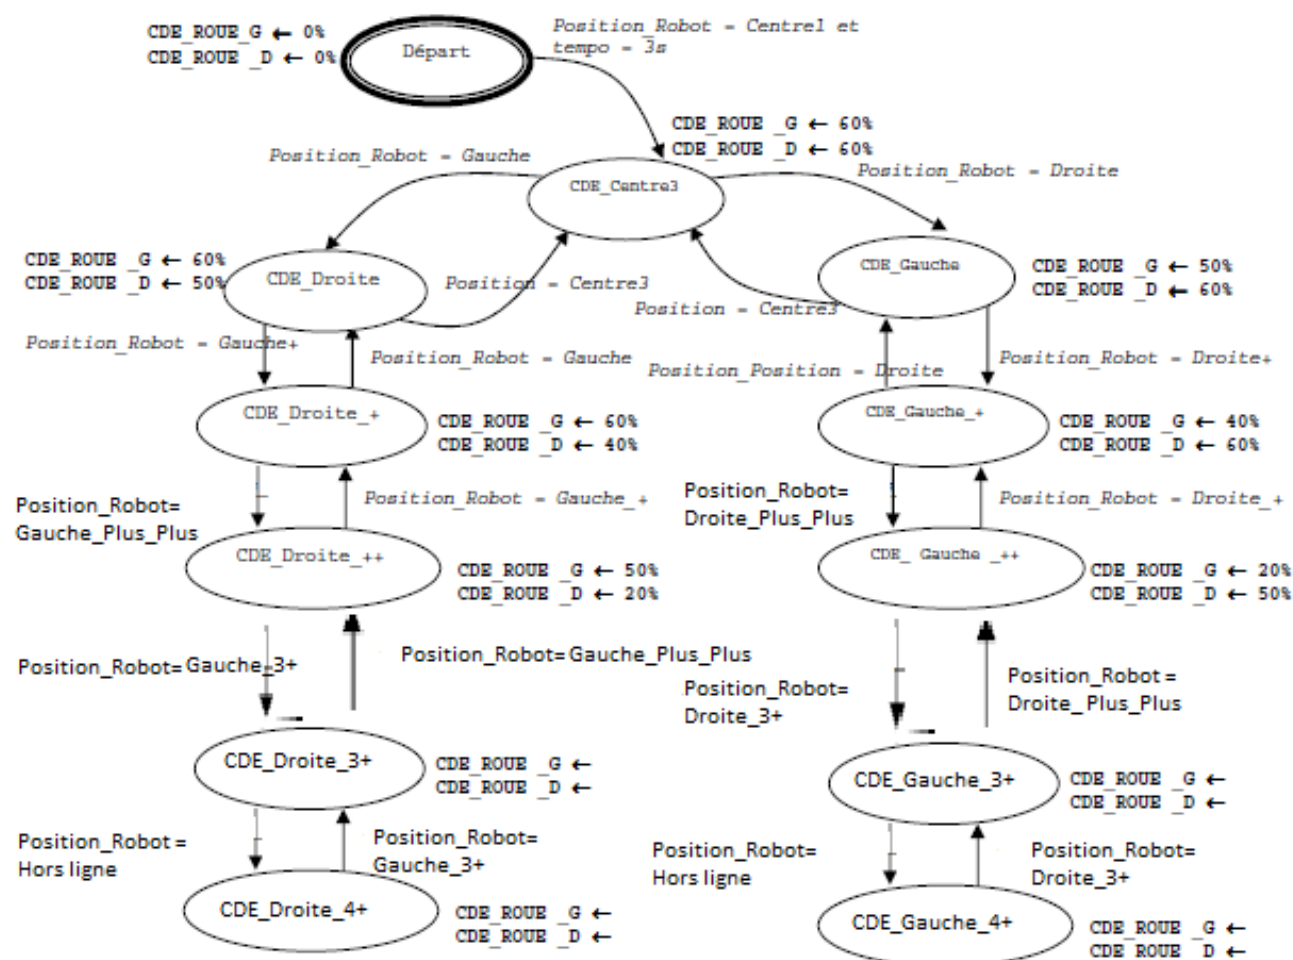 CDE_ROUE_G ← 0%
CDE_ROUE _D ← 0%
Départ
Position_Robot = Centre1 et
tempo = 3s
CDE_ROUE _G ← 60%
CDE_ROUE _D ← 60%
Position_Robot = Gauche
CDE_Centre3
Position_Robot = Droite
CDE_ROUE _G ← 60%
CDE_ROUE _D ← 50%
CDE_Droite
Position = Centre3
CDE_Gauche
CDE_ROUE _G ← 50%
CDE_ROUE _D ← 60%
Position = Centre3
Position_Robot = Gauche+
Position_Robot = Gauche
Position_Position = Droite
Position_Robot = Droite+
CDE_Droite_+
CDE_ROUE _G ← 60%
CDE_ROUE _D ← 40%
CDE_Gauche_+
CDE_ROUE _G ← 40%
CDE_ROUE _D ← 60%
Position_Robot=
Gauche_Plus_Plus
Position_Robot = Gauche_+
Position_Robot=
Droite_Plus_Plus
Position_Robot = Droite_+
CDE_Droite_++
CDE_ROUE _G ← 50%
CDE_ROUE _D ← 20%
CDE_ Gauche _++
CDE_ROUE _G ← 20%
CDE_ROUE _D ← 50%
Position_Robot= Gauche_3+
Position_Robot= Gauche_Plus_Plus
Position_Robot=
Droite_3+
Position_Robot =
Droite_ Plus_Plus
CDE_Droite_3+
CDE_ROUE _G ←
CDE_ROUE _D ←
CDE_Gauche_3+
CDE_ROUE _G ←
CDE_ROUE _D ←
Position_Robot =
Hors ligne
Position_Robot=
Gauche_3+
Position_Robot=
Hors ligne
Position_Robot=
Droite_3+
CDE_Droite_4+
CDE_ROUE _G ←
CDE_ROUE _D ←
CDE_Gauche_4+
CDE_ROUE _G ←
CDE_ROUE _D ←